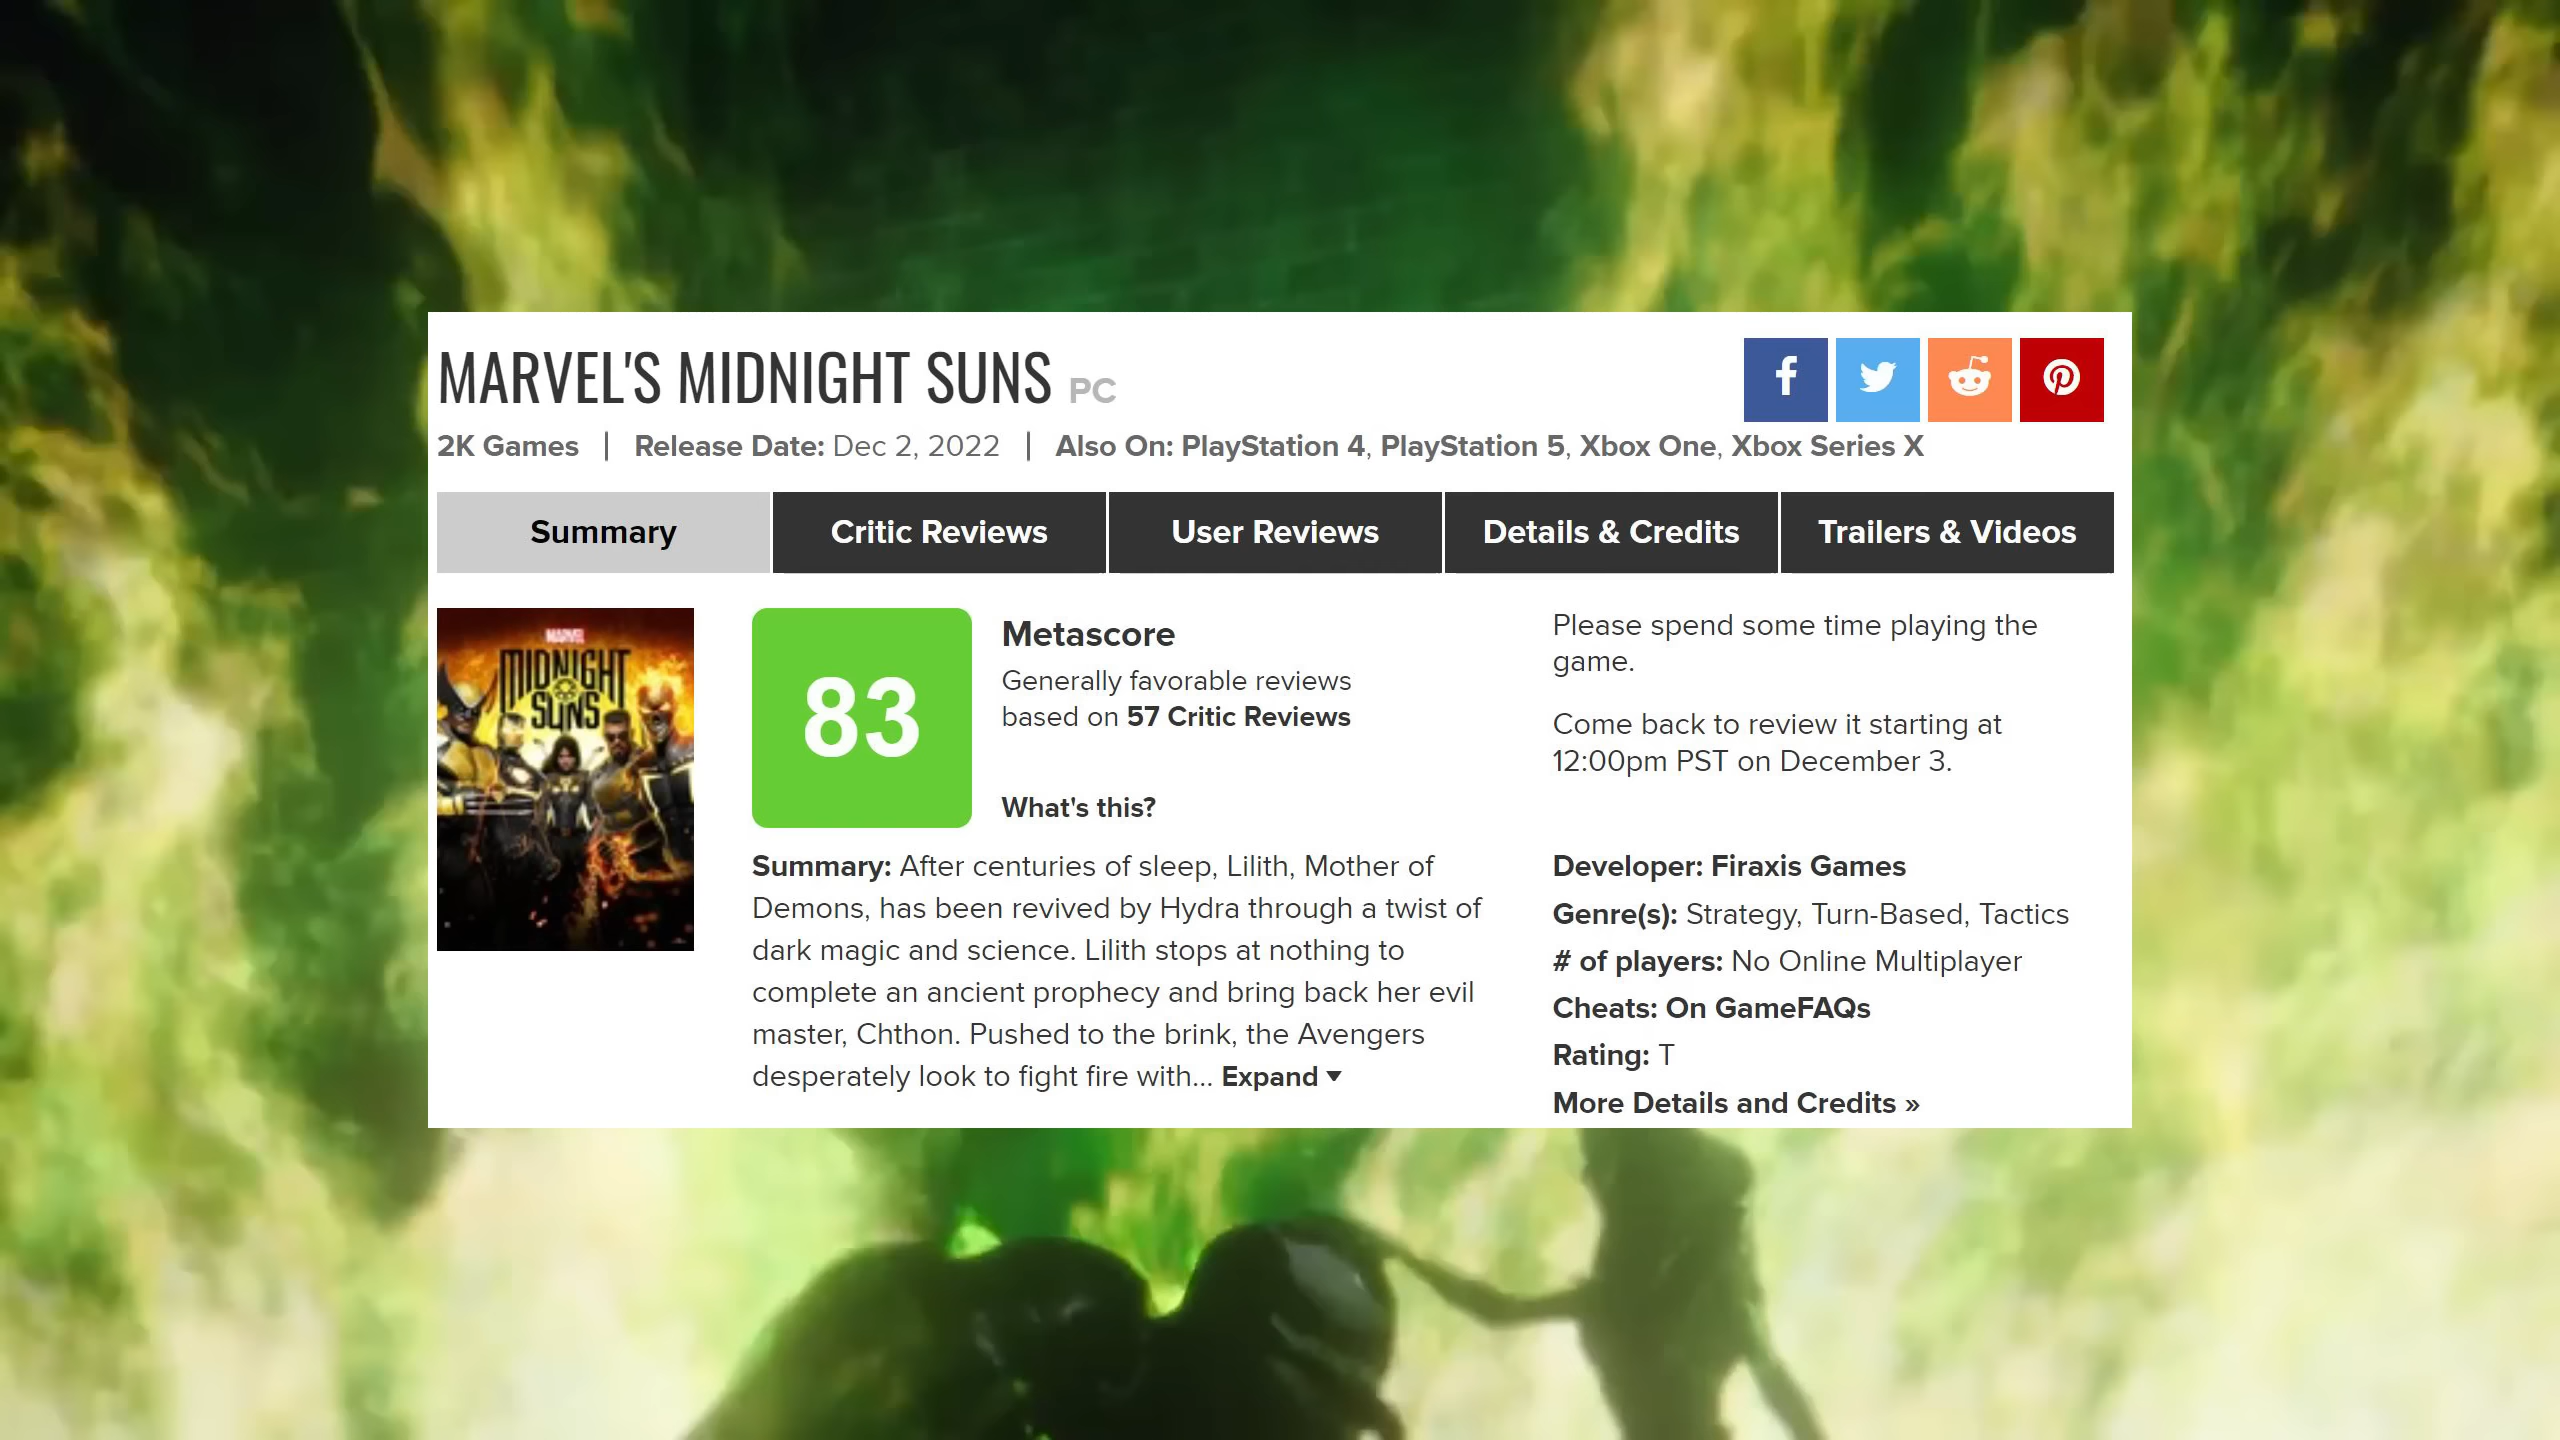 MARVEL'S MIDNIGHT SUNS PC
2K Games | Release Date: Dec 2, 2022 | Also On: PlayStation 4, PlayStation 5, Xbox One, Xbox Series X
Summary Critic Reviews User Reviews Details & Credits Trailers & Videos
MARVEL
MIDNIGHT
SUNS
83
Metascore
Generally favorable reviews
based on 57 Critic Reviews
What's this?
Please spend some time playing the
game.
Come back to review it starting at
12:00pm PST on December 3.
Summary: After centuries of sleep, Lilith, Mother of
Demons, has been revived by Hydra through a twist of
dark magic and science. Lilith stops at nothing to
complete an ancient prophecy and bring back her evil
master, Chthon. Pushed to the brink, the Avengers
desperately look to fight fire with... Expand
Developer: Firaxis Games
Genre(s): Strategy, Turn-Based, Tactics
# of players: No Online Multiplayer
Cheats: On GameFAQs
Rating: T
More Details and Credits »